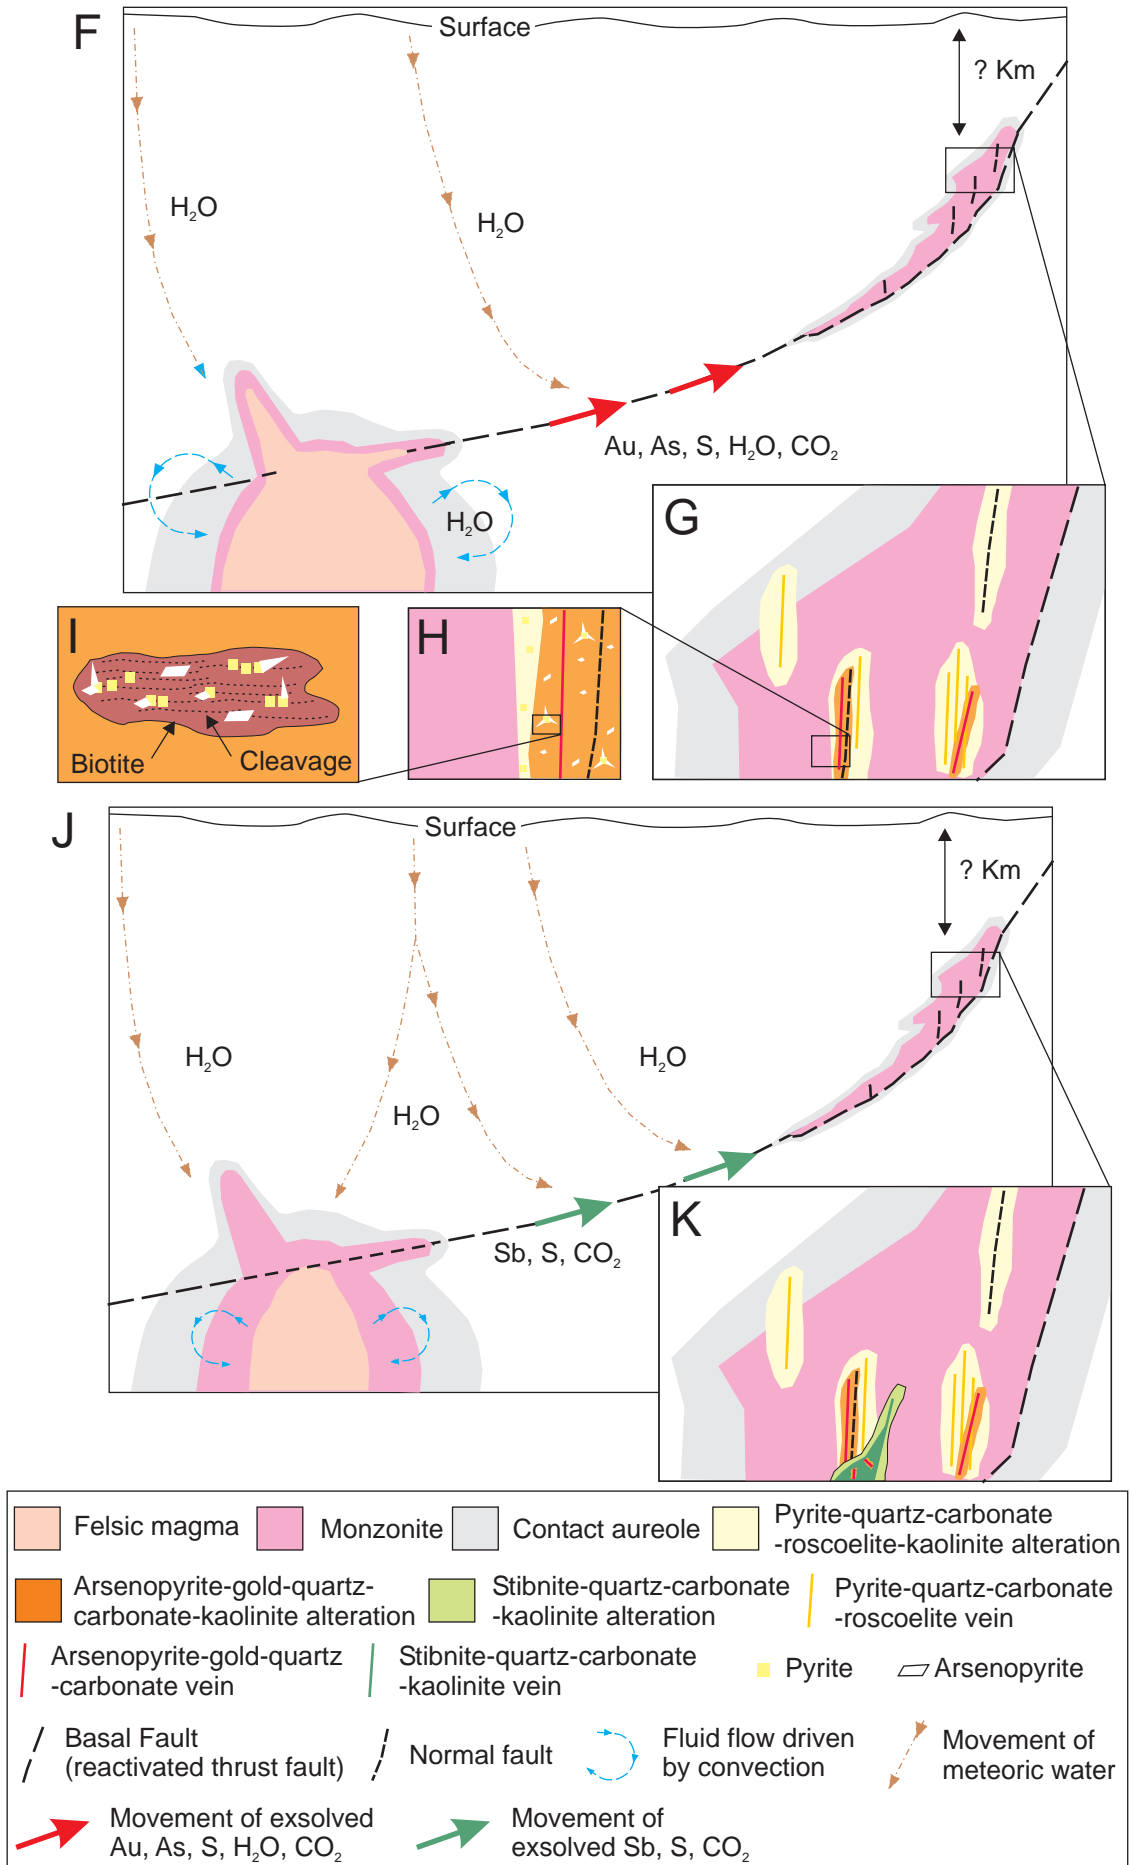 F
Surface
? Km
H₂O
H₂O
Au, As, S, H₂O, CO₂
H₂O
G
I
Biotite
Cleavage
H
J
Surface
? Km
H₂O
H₂O
H₂O
Sb, S, CO₂
K
Felsic magma
Monzonite
Contact aureole
Pyrite-quartz-carbonate
-roscoelite-kaolinite alteration
Arsenopyrite-gold-quartz-
carbonate-kaolinite alteration
Stibnite-quartz-carbonate
-kaolinite alteration
Pyrite-quartz-carbonate
-roscoelite vein
Arsenopyrite-gold-quartz
-carbonate vein
Stibnite-quartz-carbonate
-kaolinite vein
Pyrite
Arsenopyrite
Basal Fault
(reactivated thrust fault)
Normal fault
Fluid flow driven
by convection
Movement of
meteoric water
Movement of exsolved
Au, As, S, H₂O, CO₂
Movement of
exsolved Sb, S, CO₂